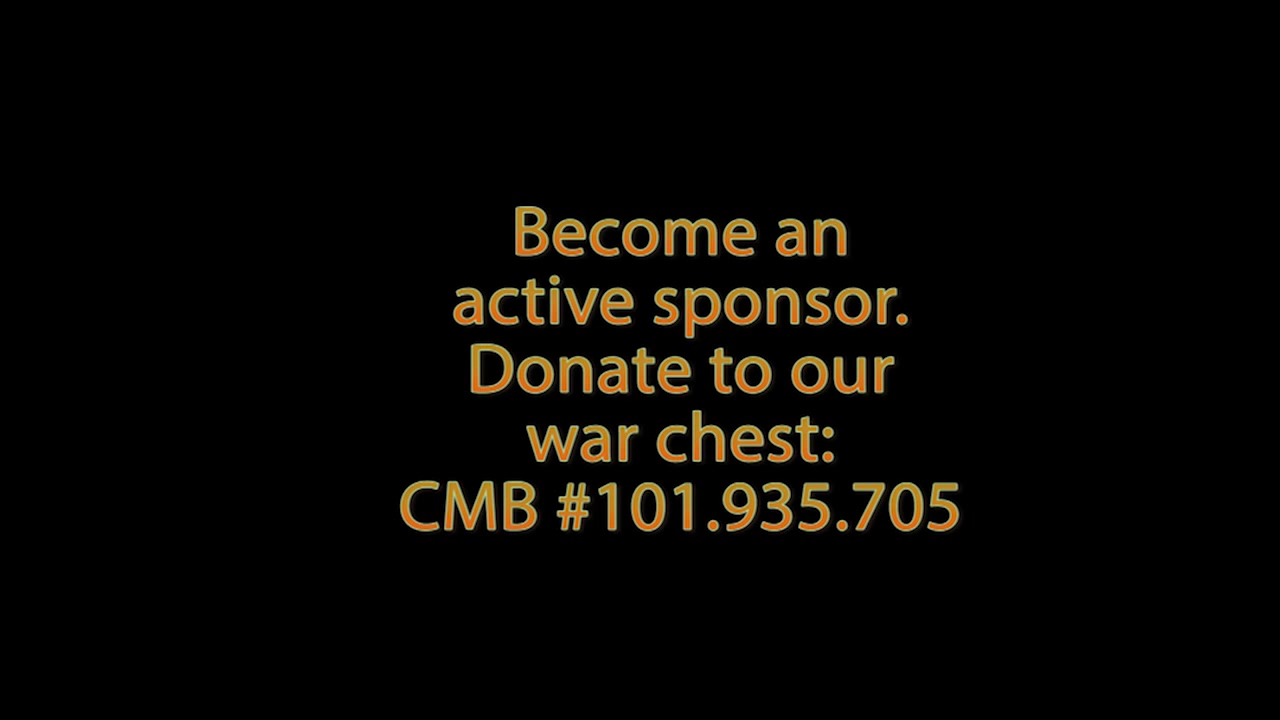 Become an
active sponsor.
Donate to our
war chest:
CMB #101.935.705